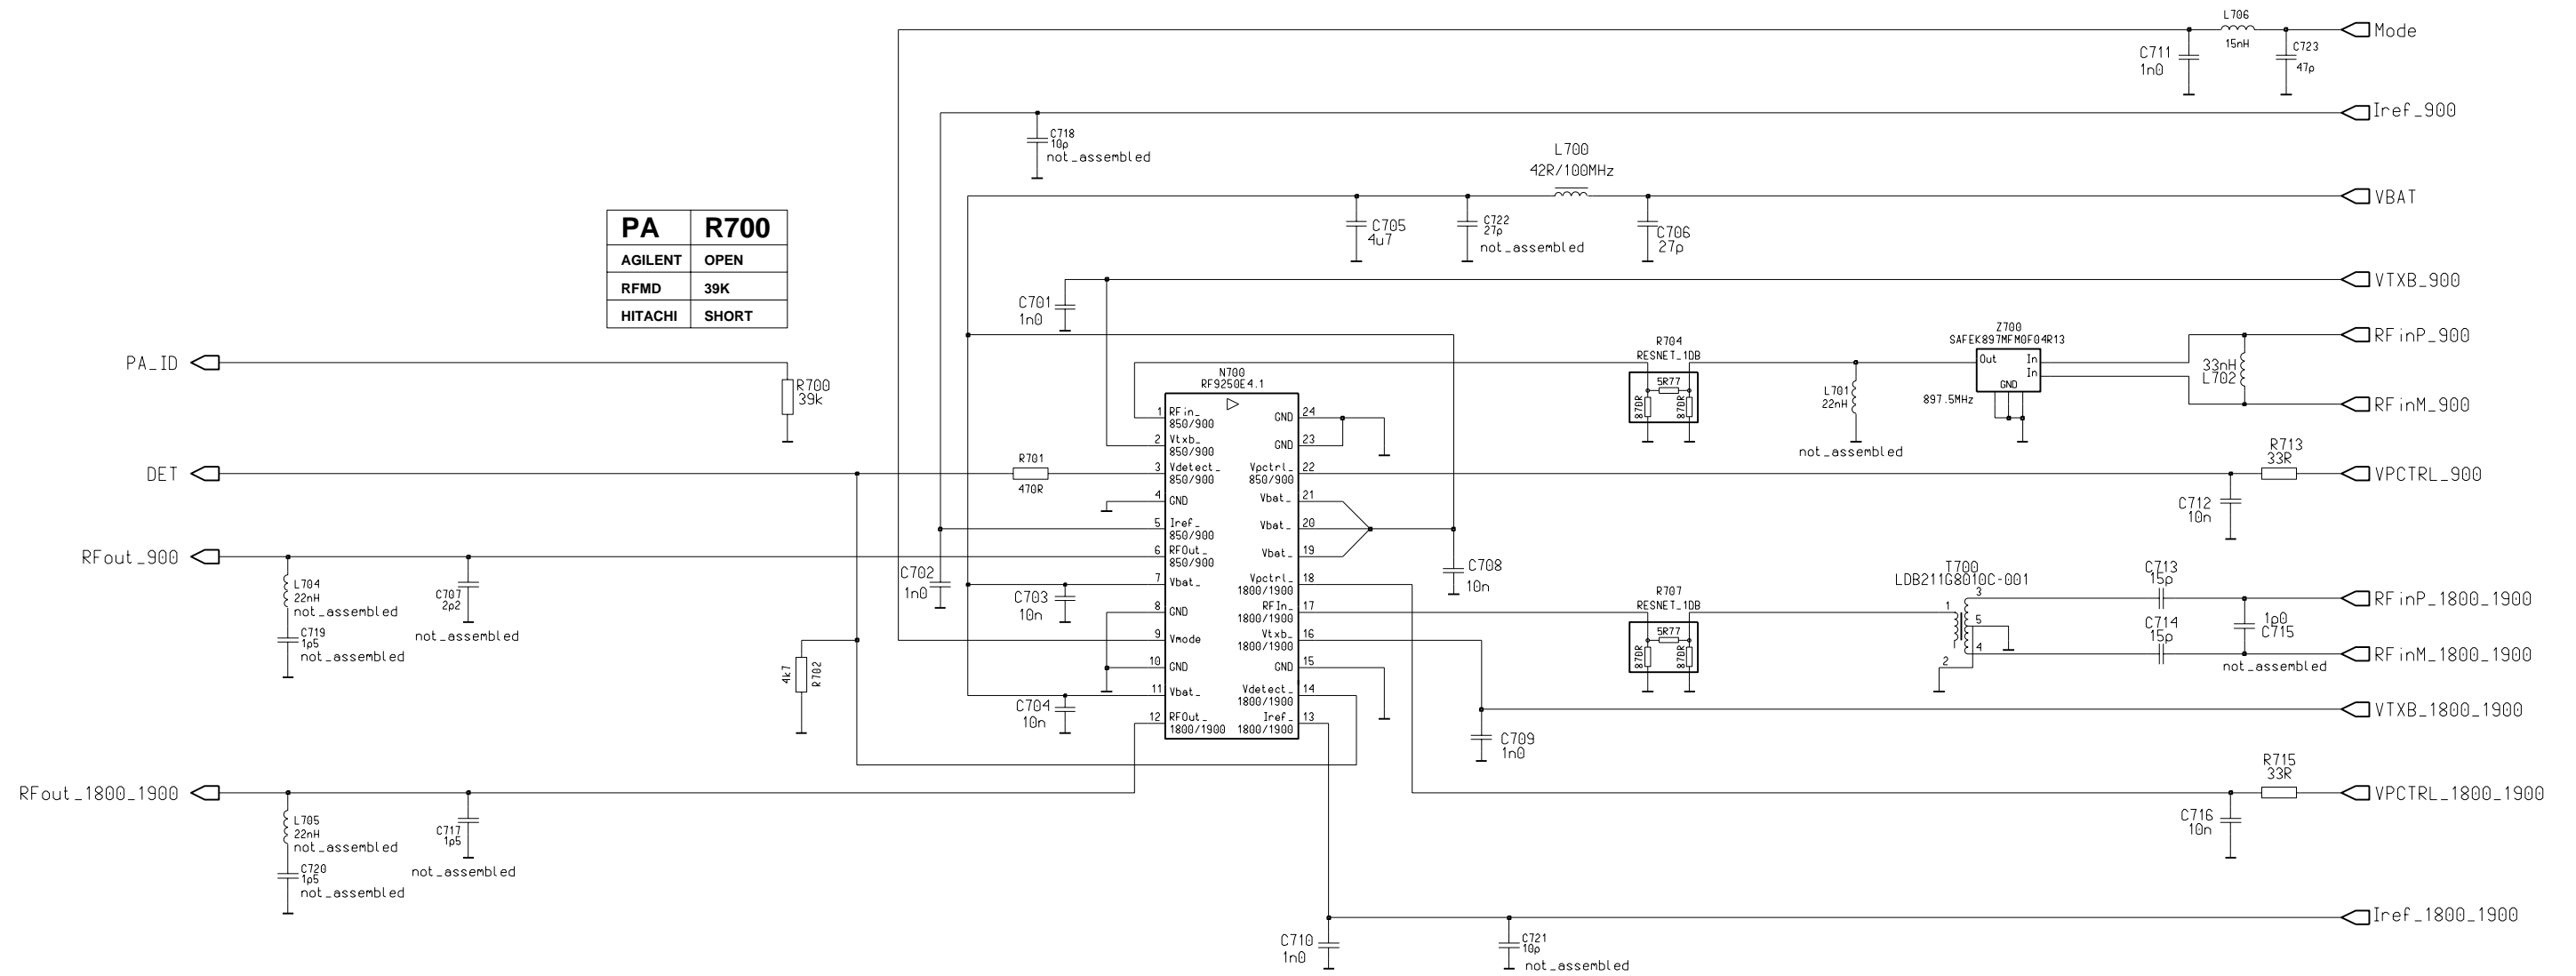 L706
15nH
Mode
C711
1n0
C723
47p
Iref_900
C718
10p
not_assembled
L700
42R/100MHz
VBAT
C705
4u7
C722
27p
not_assembled
C706
27p
PA R700
AGILENT OPEN
RFMD 39K
HITACHI SHORT
VTXB_900
C701
1n0
PA_ID
R700
39k
R704
RESNET_1DB
5R77
870R
870R
Z700
SAFEK897MFM0F04R13
Out In
In
GND
897.5MHz
L701
22nH
not_assembled
RFinP_900
33nH
L702
RFinM_900
N700
RF9250E4.1
1 RFin_
850/900
2 Vtxb_
850/900
3 Vdetect_
850/900
4 GND
5 Iref_
850/900
6 RFOut_
850/900
7 Vbat_
8 GND
9 Vmode
10 GND
11 Vbat_
12 RFOut_
1800/1900
GND 24
GND 23
Vpctrl_ 22
850/900
Vbat_ 21
Vbat_ 20
Vbat_ 19
Vpctrl_ 18
1800/1900
RFIn_ 17
1800/1900
Vtxb_ 16
1800/1900
GND 15
Vdetect_ 14
1800/1900
Iref_ 13
1800/1900
DET
R701
470R
R713
33R
VPCTRL_900
C712
10n
RFout_900
L704
22nH
not_assembled
C719
1p5
not_assembled
C707
2p2
not_assembled
C702
1n0
C703
10n
C708
10n
4k7
R702
C704
10n
R707
RESNET_1DB
5R77
870R
870R
T700
LDB211G8010C-001
1
2
3
5
4
C713
15p
C714
15p
1p0
C715
not_assembled
RFinP_1800_1900
RFinM_1800_1900
VTXB_1800_1900
C709
1n0
RFout_1800_1900
L705
22nH
not_assembled
C720
1p5
not_assembled
C717
1p5
not_assembled
R715
33R
VPCTRL_1800_1900
C716
10n
Iref_1800_1900
C710
1n0
C721
10p
not_assembled